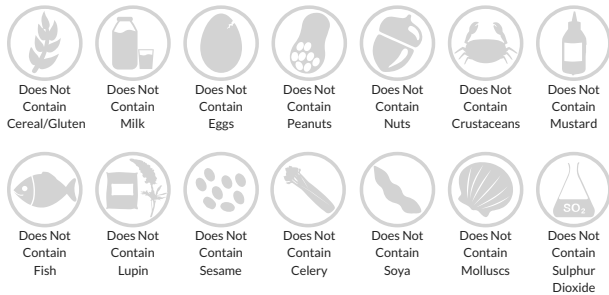 Does Not Contain Cereal/Gluten
Does Not Contain Milk
Does Not Contain Eggs
Does Not Contain Peanuts
Does Not Contain Nuts
Does Not Contain Crustaceans
Does Not Contain Mustard
SO₂
Does Not Contain Fish
Does Not Contain Lupin
Does Not Contain Sesame
Does Not Contain Celery
Does Not Contain Soya
Does Not Contain Molluscs
Does Not Contain Sulphur Dioxide